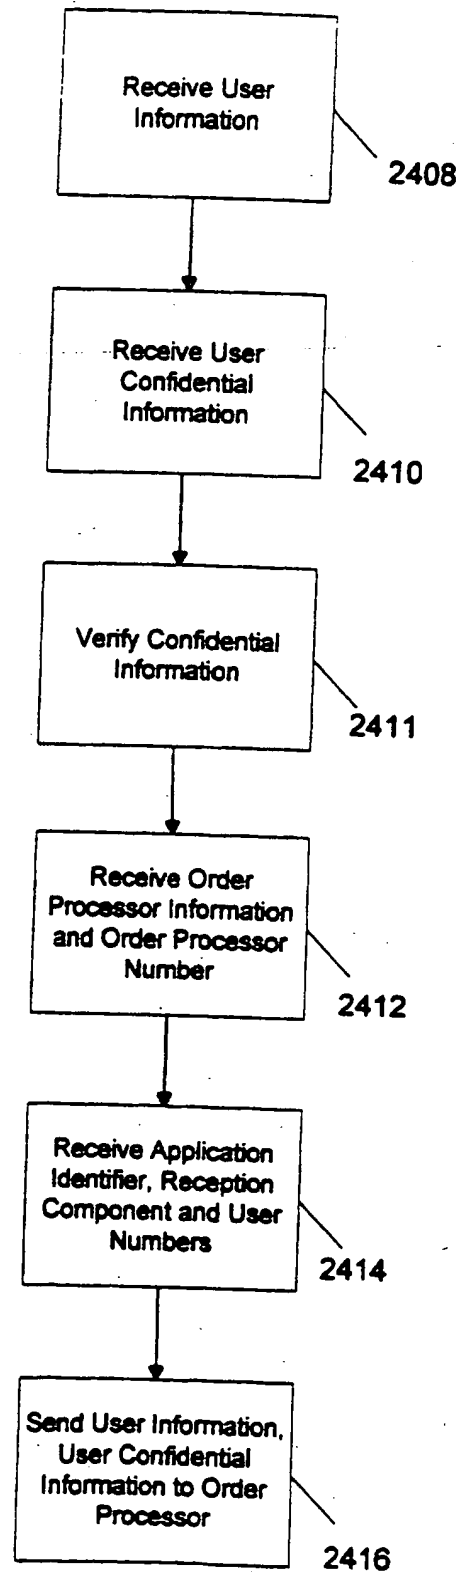 Receive User
Information
2408
Receive User
Confidential
Information
2410
Verify Confidential
Information
2411
Receive Order
Processor Information
and Order Processor
Number
2412
Receive Application
Identifier, Reception
Component and User
Numbers
2414
Send User Information,
User Confidential
Information to Order
Processor
2416